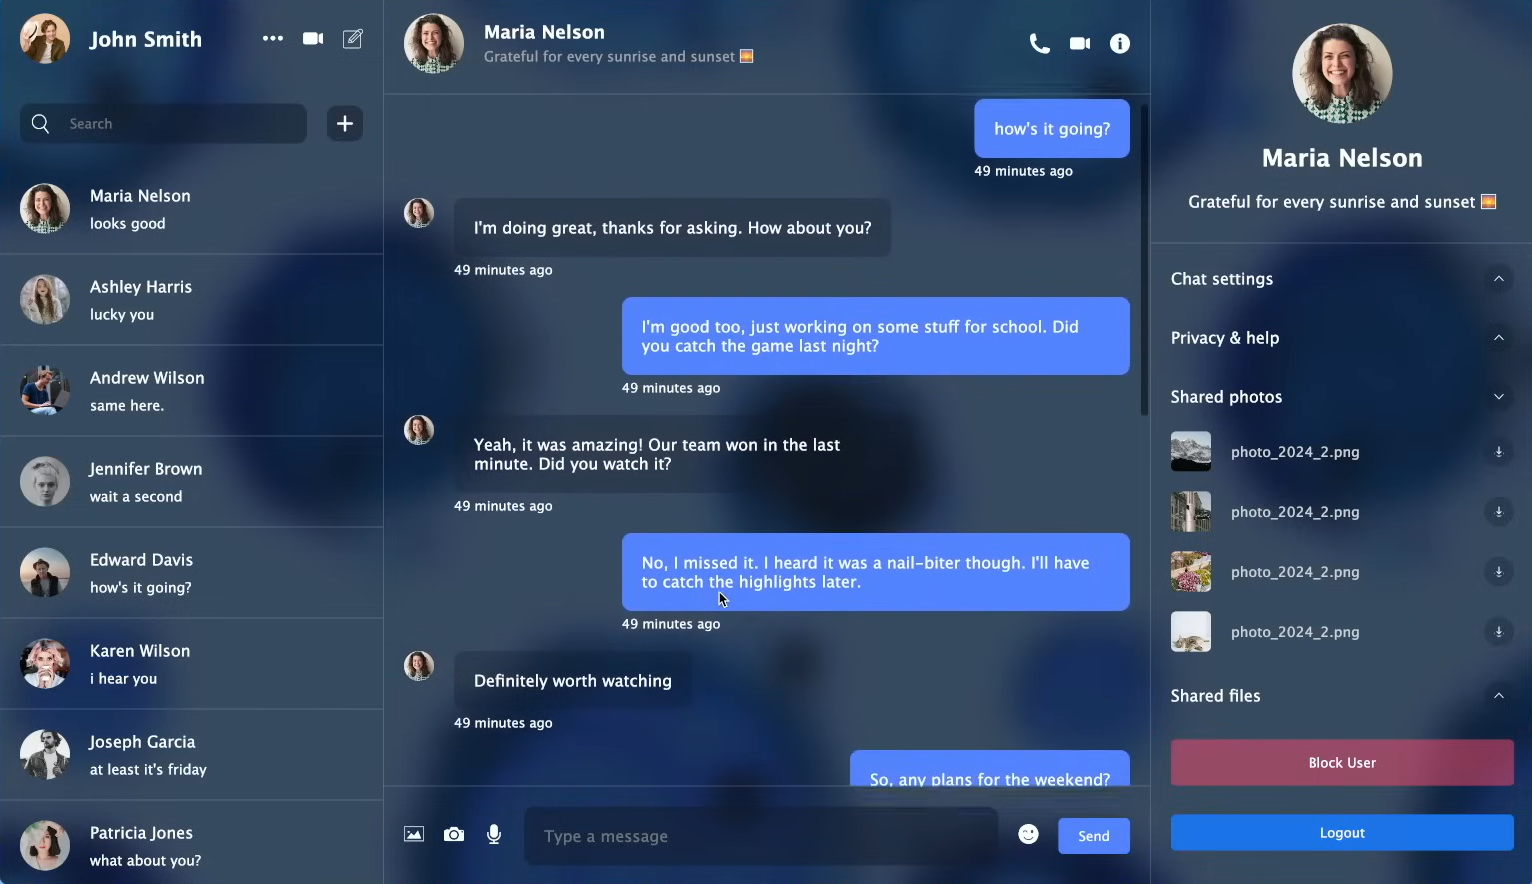 John Smith
Search
Maria Nelson
looks good
Ashley Harris
lucky you
Andrew Wilson
same here.
Jennifer Brown
wait a second
Edward Davis
how's it going?
Karen Wilson
i hear you
Joseph Garcia
at least it's friday
Patricia Jones
what about you?
Maria Nelson
Grateful for every sunrise and sunset 🌅
how's it going?
49 minutes ago
I'm doing great, thanks for asking. How about you?
49 minutes ago
I'm good too, just working on some stuff for school. Did
you catch the game last night?
49 minutes ago
Yeah, it was amazing! Our team won in the last
minute. Did you watch it?
49 minutes ago
No, I missed it. I heard it was a nail-biter though. I'll have
to catch the highlights later.
49 minutes ago
Definitely worth watching
49 minutes ago
So, any plans for the weekend?
Type a message
Send
Maria Nelson
Grateful for every sunrise and sunset 🌅
Chat settings
Privacy & help
Shared photos
photo_2024_2.png
photo_2024_2.png
photo_2024_2.png
photo_2024_2.png
Shared files
Block User
Logout